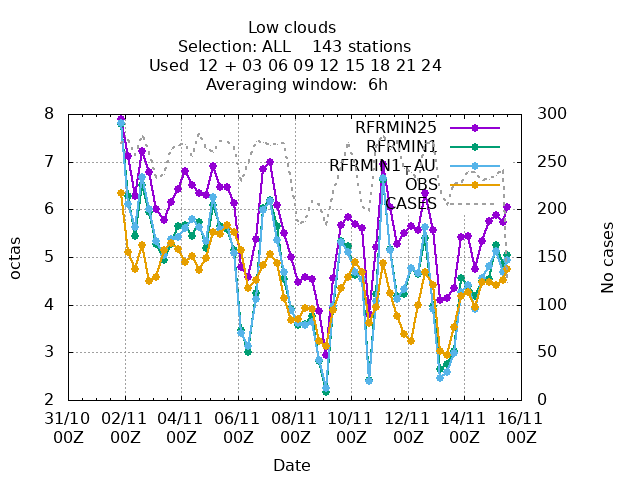 Low clouds
Selection: ALL    143 stations
Used  12 + 03 06 09 12 15 18 21 24
Averaging window:  6h
8
7
6
5
4
3
2
octas
300
250
200
150
100
50
0
No cases
RFRMIN25
RFRMIN1
RFRMIN1_AU
OBS
CASES
31/10 02/11 04/11 06/11 08/11 10/11 12/11 14/11 16/11
00Z 00Z 00Z 00Z 00Z 00Z 00Z 00Z 00Z
Date